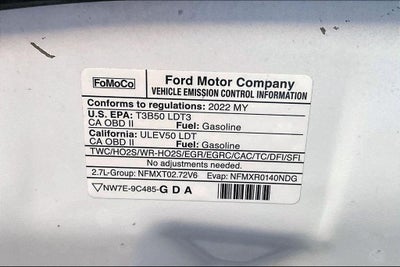 FoMoCo
Ford Motor Company
VEHICLE EMISSION CONTROL INFORMATION
Conforms to regulations: 2022 MY
U.S. EPA: T3B50 LDT3
CA OBD II Fuel: Gasoline
California: ULEV50 LDT
CA OBD II Fuel: Gasoline
TWC/HO2S/WR-HO2S/EGR/EGRC/CAC/TC/DFI/SFI
No adjustments needed.
2.7L-Group: NFMXT02.72V6 Evap: NFMXR0140NDG
NW7E-9C485-G D A